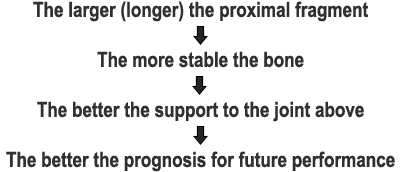 The larger (longer) the proximal fragment
The more stable the bone
The better the support to the joint above
The better the prognosis for future performance